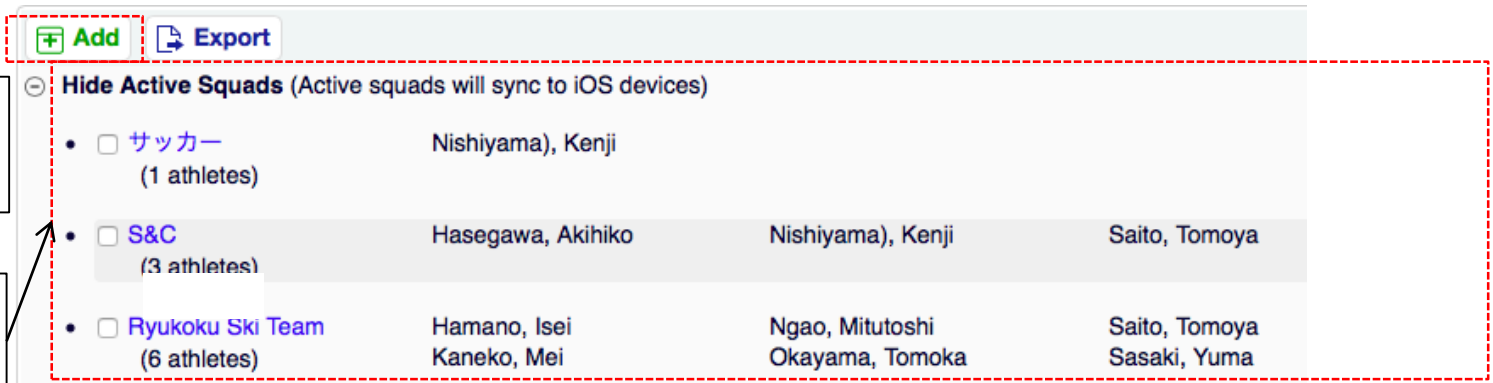 Add Export
Hide Active Squads (Active squads will sync to iOS devices)
サッカー Nishiyama), Kenji
(1 athletes)
S&C Hasegawa, Akihiko Nishiyama), Kenji Saito, Tomoya
(3 athletes)
Ryukoku Ski Team Hamano, Isei Ngao, Mitutoshi Saito, Tomoya
(6 athletes) Kaneko, Mei Okayama, Tomoka Sasaki, Yuma